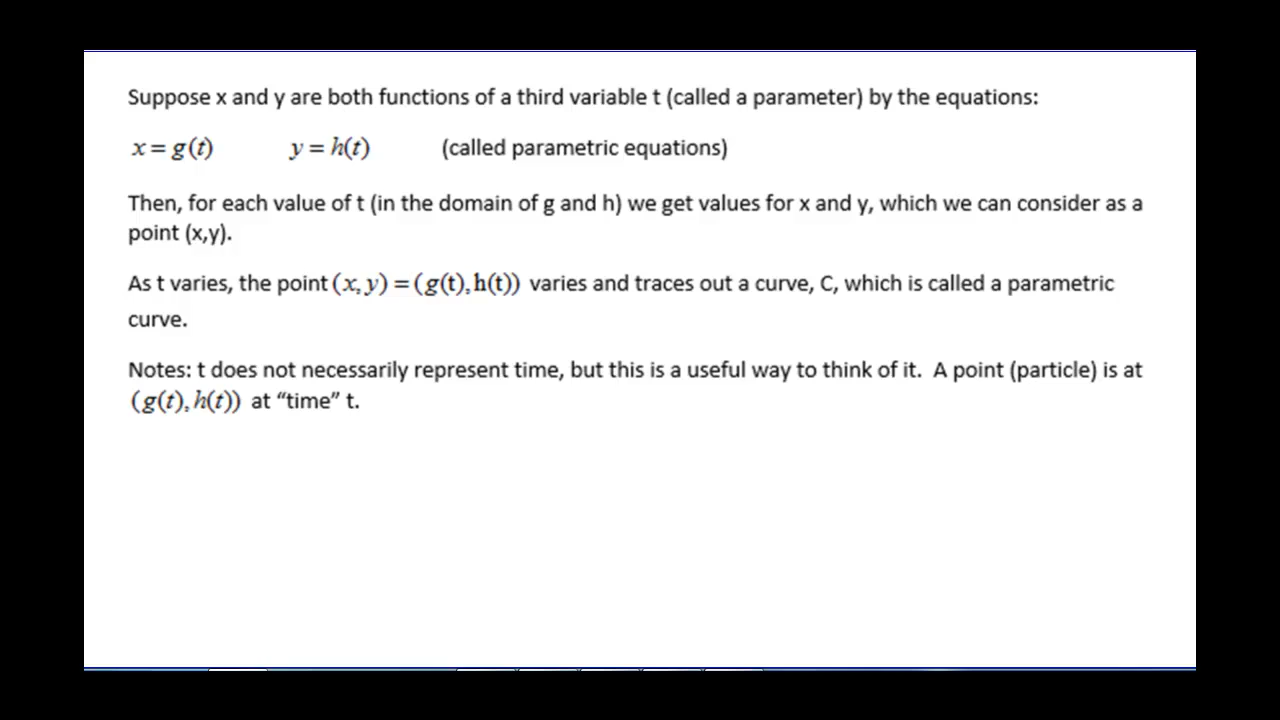 Suppose x and y are both functions of a third variable t (called a parameter) by the equations:
x = g(t) y = h(t) (called parametric equations)
Then, for each value of t (in the domain of g and h) we get values for x and y, which we can consider as a
point (x,y).
As t varies, the point (x, y) = (g(t), h(t)) varies and traces out a curve, C, which is called a parametric
curve.
Notes: t does not necessarily represent time, but this is a useful way to think of it. A point (particle) is at
(g(t), h(t)) at “time” t.